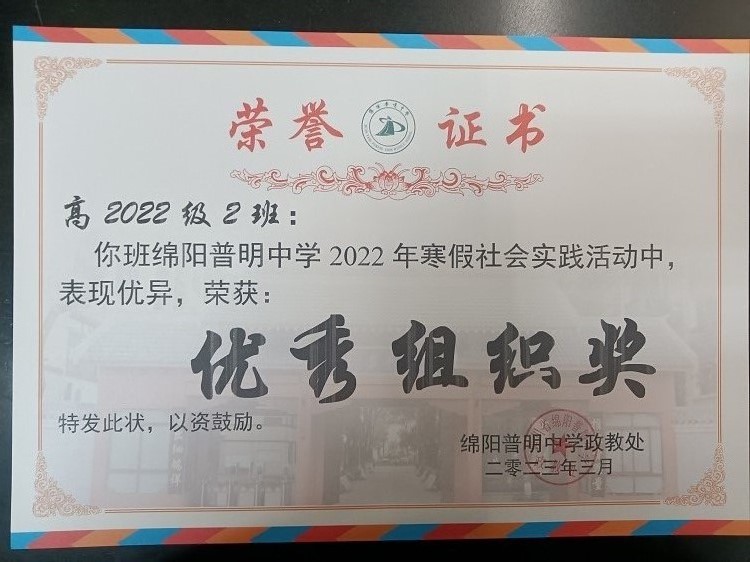 荣誉证书
高2022级2班：
你班绵阳普明中学2022年寒假社会实践活动中，
表现优异，荣获：
优秀组织奖
特发此状，以资鼓励。
绵阳普明中学政教处
二零二三年三月